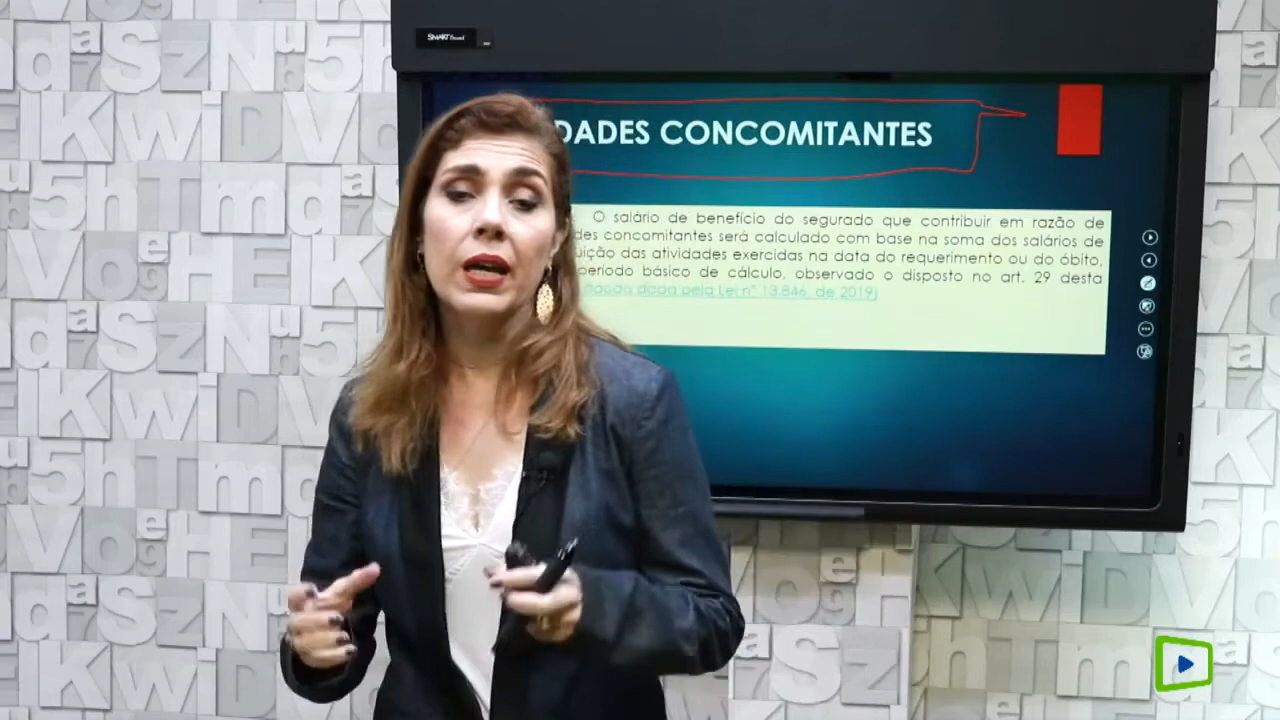 SMART Board
DADES CONCOMITANTES
O salário de benefício do segurado que contribuir em razão de
des concomitantes será calculado com base na soma dos salários de
uição das atividades exercidas na data do requerimento ou do óbito,
período básico de cálculo, observado o disposto no art. 29 desta
dada pela Lei nº 13.846, de 2019)